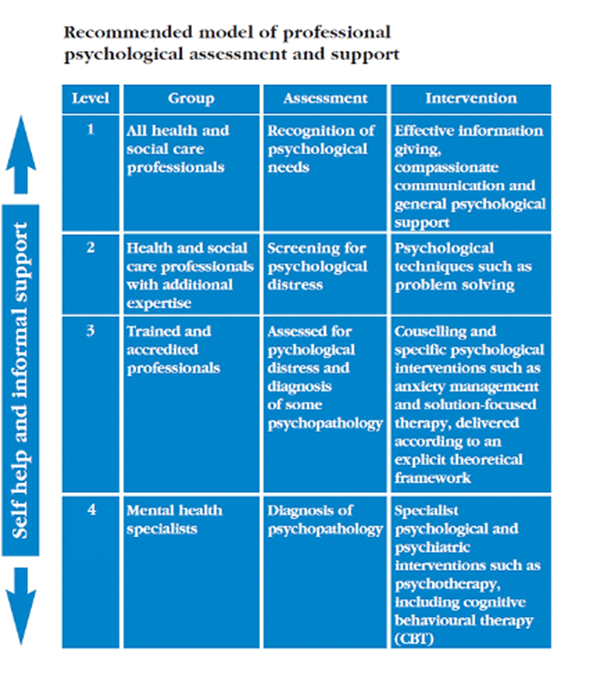 Recommended model of professional
psychological assessment and support
Level
Group
Assessment
Intervention
1
All health and
social care
professionals
Recognition of
psychological
needs
Effective information
giving,
compassionate
communication and
general psychological
support
2
Health and social
care professionals
with additional
expertise
Screening for
psychological
distress
Psychological
techniques such as
problem solving
3
Trained and
accredited
professionals
Assessed for
pychological
distress and
diagnosis
of some
psychopathology
Couselling and
specific psychological
interventions such as
anxiety management
and solution-focused
therapy, delivered
according to an
explicit theoretical
framework
4
Mental health
specialists
Diagnosis of
psychopathology
Specialist
psychological and
psychiatric
interventions such as
psychotherapy,
including cognitive
behavioural therapy
(CBT)
Self help and informal support